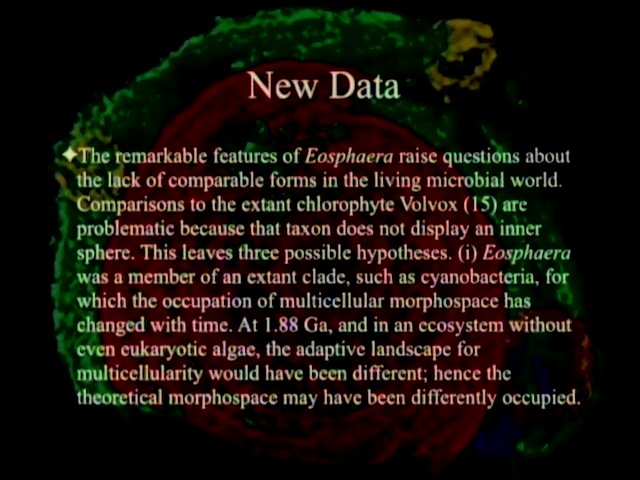 New Data
✦The remarkable features of Eosphaera raise questions about
the lack of comparable forms in the living microbial world.
Comparisons to the extant chlorophyte Volvox (15) are
problematic because that taxon does not display an inner
sphere. This leaves three possible hypotheses. (i) Eosphaera
was a member of an extant clade, such as cyanobacteria, for
which the occupation of multicellular morphospace has
changed with time. At 1.88 Ga, and in an ecosystem without
even eukaryotic algae, the adaptive landscape for
multicellularity would have been different; hence the
theoretical morphospace may have been differently occupied.